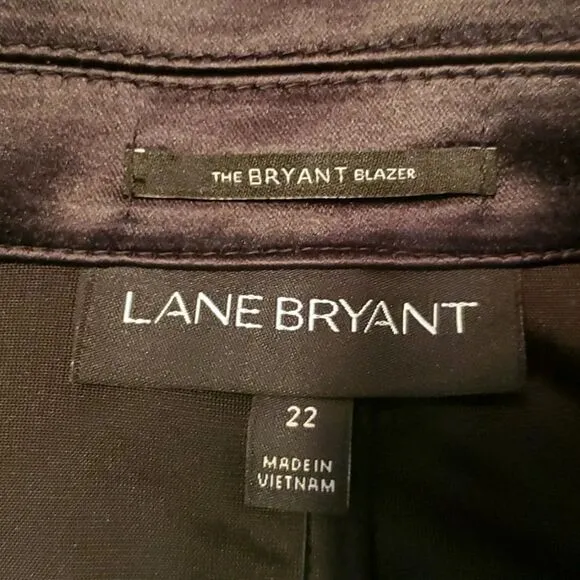 THE BRYANT BLAZER
LANE BRYANT
22
MADE IN
VIETNAM